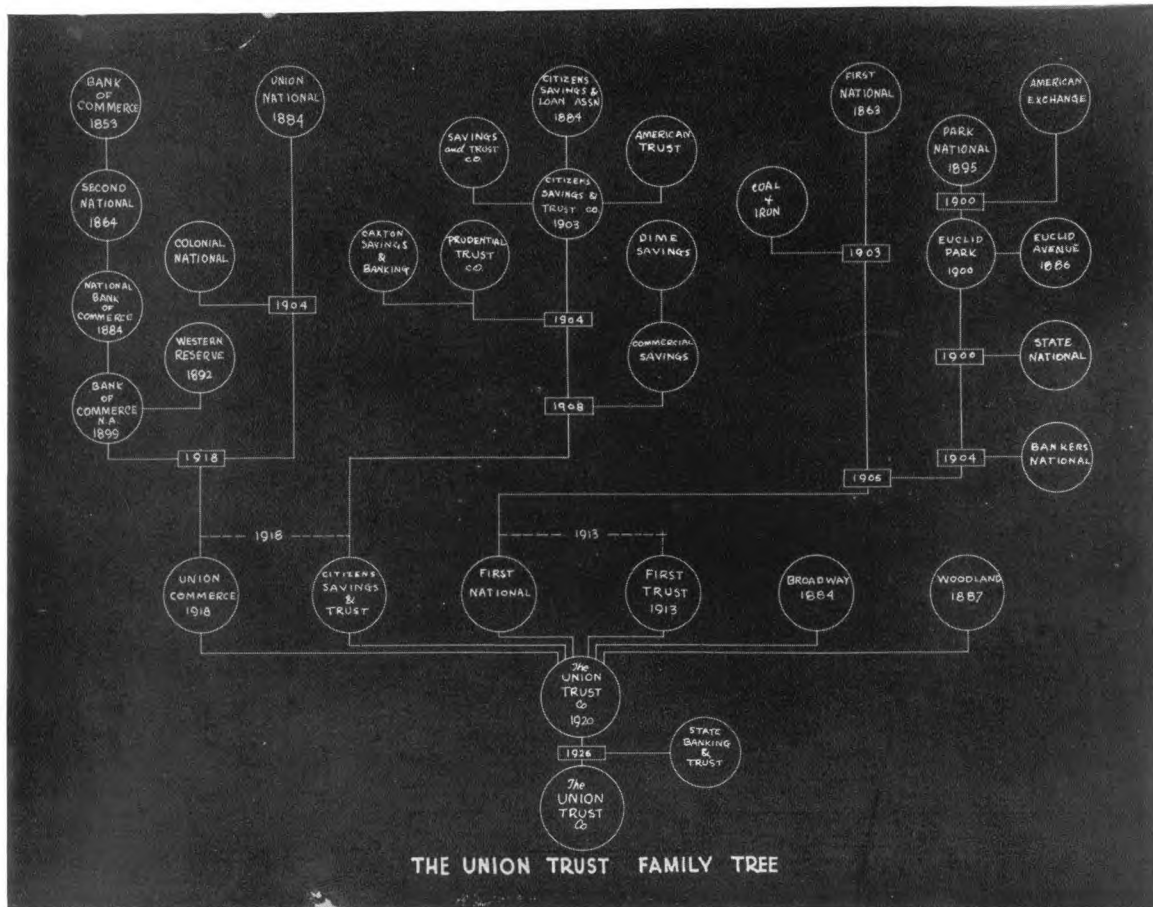 BANK
OF
COMMERCE
1853
UNION
NATIONAL
1884
CITIZENS
SAVINGS &
LOAN ASSN
1884
FIRST
NATIONAL
1863
AMERICAN
EXCHANGE
SAVINGS
and TRUST
CO.
AMERICAN
TRUST
PARK
NATIONAL
1895
SECOND
NATIONAL
1864
CITIZENS
SAVINGS &
TRUST CO.
1903
COAL
&
IRON
1900
COLONIAL
NATIONAL
CAXTON
SAVINGS
&
BANKING
PRUDENTIAL
TRUST
CO.
DIME
SAVINGS
1903
EUCLID
PARK
1900
EUCLID
AVENUE
1886
NATIONAL
BANK
OF
COMMERCE
1884
1904
1904
WESTERN
RESERVE
1892
COMMERCIAL
SAVINGS
1900
STATE
NATIONAL
BANK
OF
COMMERCE
N.A.
1899
1908
1918
1904
BANKERS
NATIONAL
1905
1918
1913
UNION
COMMERCE
1918
CITIZENS
SAVINGS
&
TRUST
FIRST
NATIONAL
FIRST
TRUST
1913
BROADWAY
1884
WOODLAND
1887
The
UNION
TRUST
Co
1920
1926
STATE
BANKING
&
TRUST
The
UNION
TRUST
Co
THE UNION TRUST FAMILY TREE